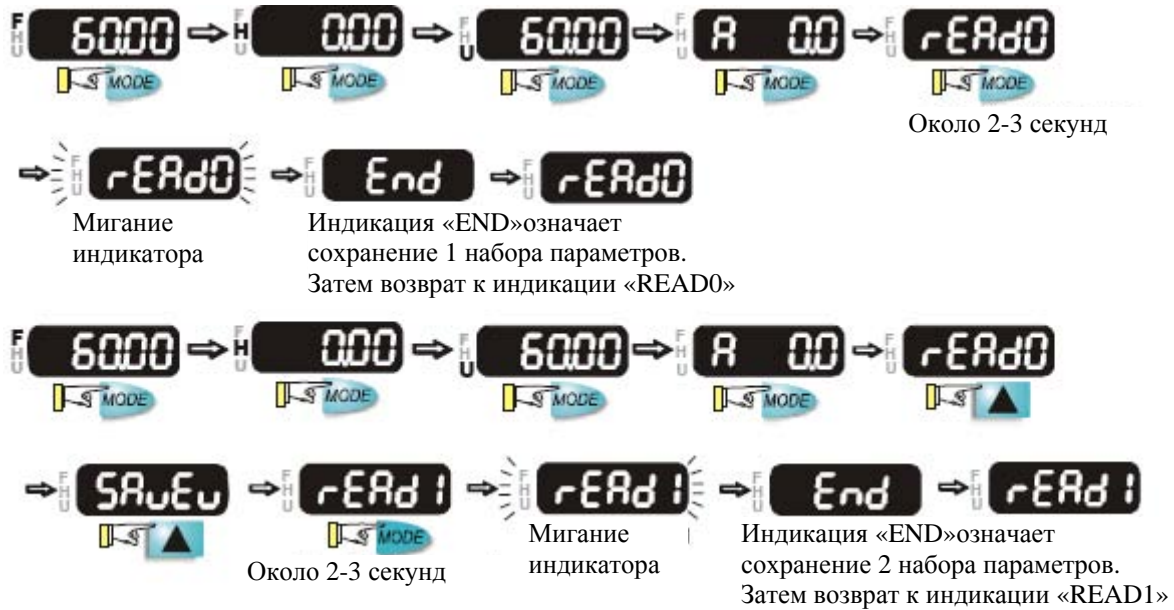 F H U 60.00 ⇨ F H U 0.00 ⇨ F H U 60.00 ⇨ F H U A 0.0 ⇨ F H U rEAd0
MODE MODE MODE MODE MODE
Около 2-3 секунд
⇨ F H U rEAd0 ⇨ F H U End ⇨ F H U rEAd0
Мигание
индикатора
Индикация «END»означает
сохранение 1 набора параметров.
Затем возврат к индикации «READ0»
F H U 60.00 ⇨ F H U 0.00 ⇨ F H U 60.00 ⇨ F H U A 0.0 ⇨ F H U rEAd0
MODE MODE MODE MODE ▲
⇨ F H U SAvEv ⇨ F H U rEAd1 ⇨ F H U rEAd1 ⇨ F H U End ⇨ F H U rEAd1
▲ MODE
Около 2-3 секунд
Мигание
индикатора
Индикация «END»означает
сохранение 2 набора параметров.
Затем возврат к индикации «READ1»